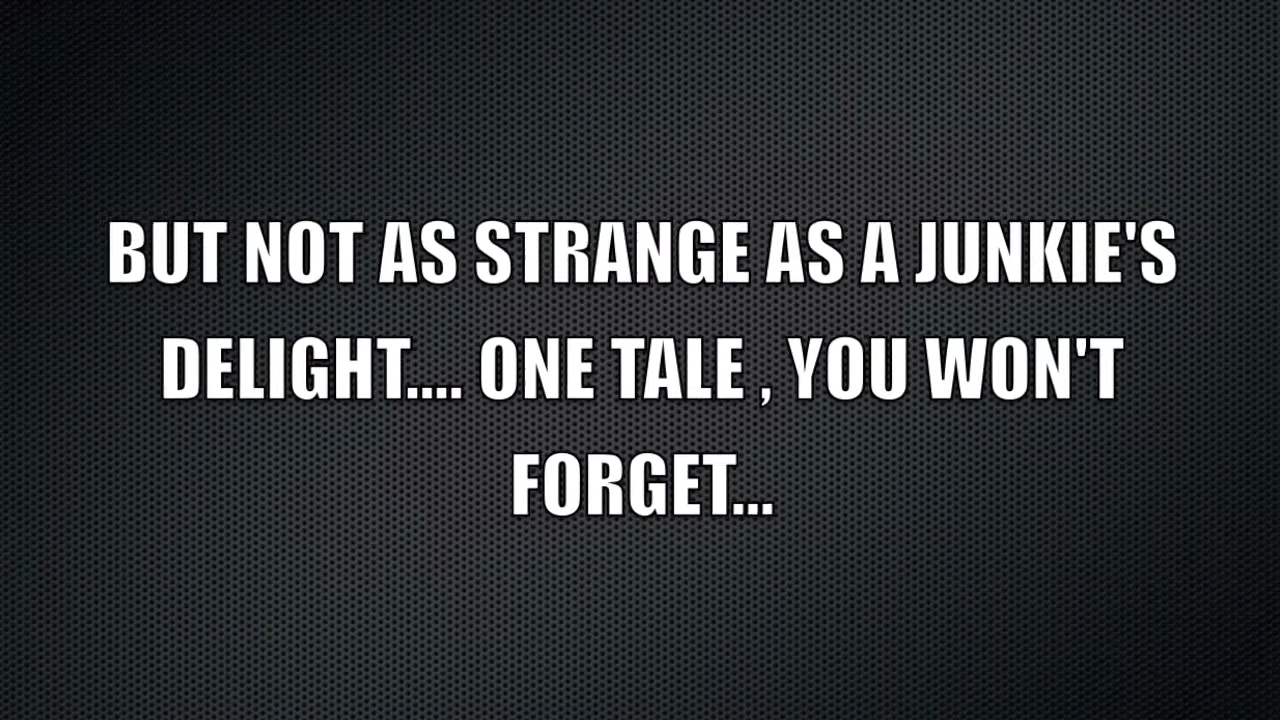 BUT NOT AS STRANGE AS A JUNKIE'S
DELIGHT.... ONE TALE , YOU WON'T
FORGET...